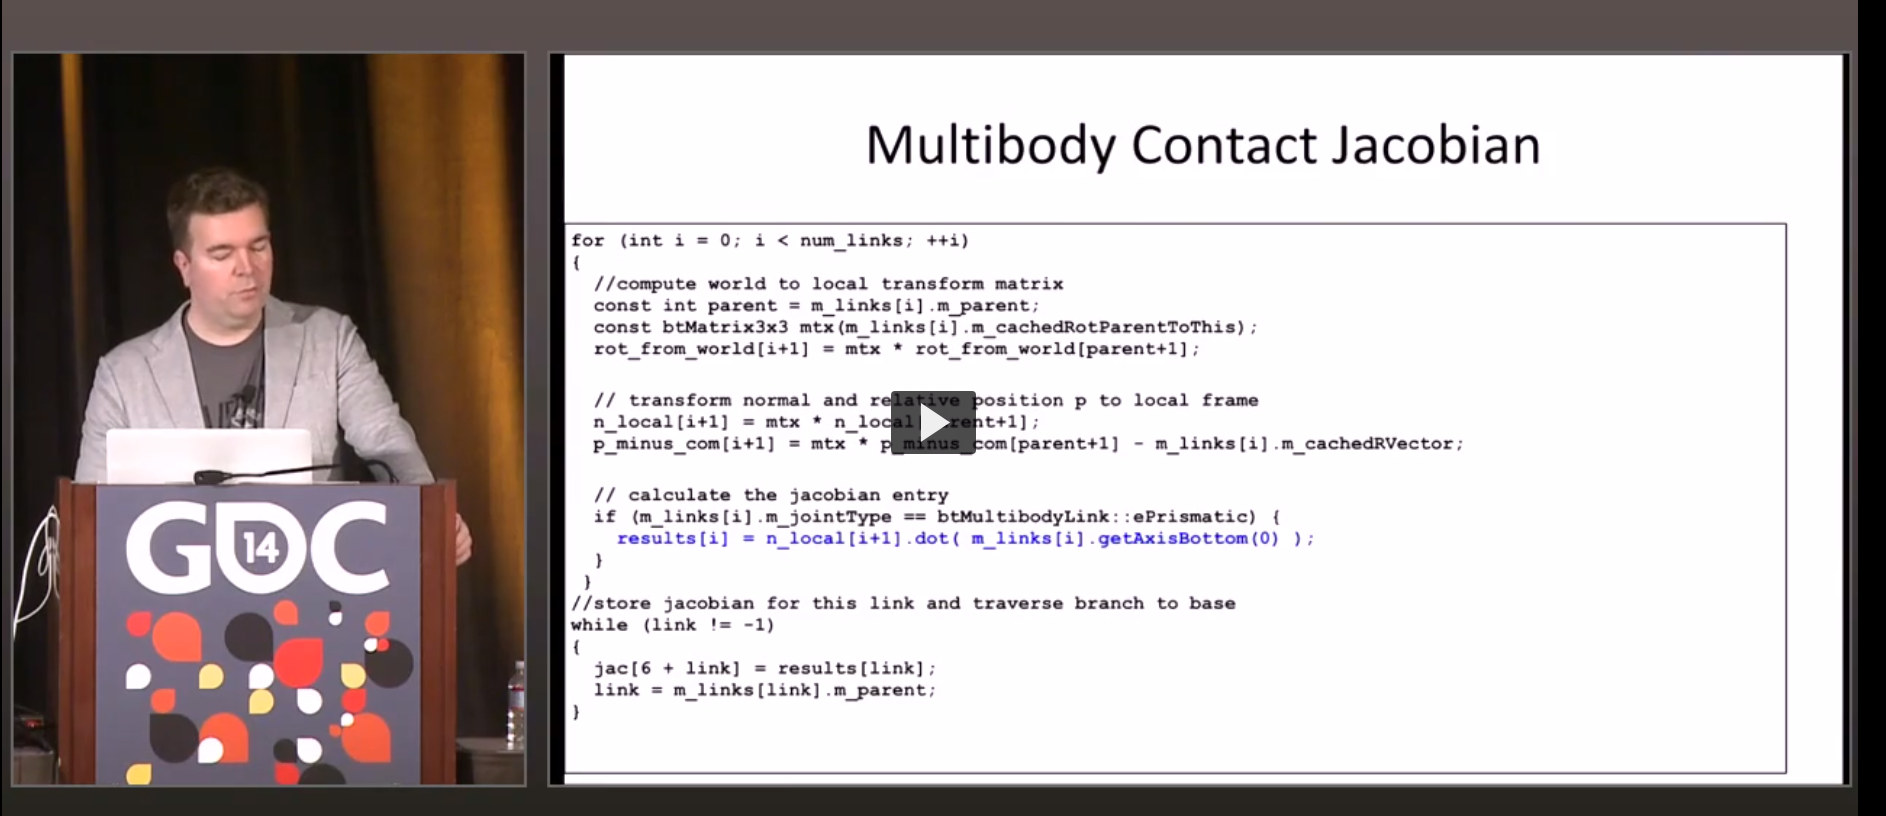 GDC
14
Multibody Contact Jacobian
for (int i = 0; i < num_links; ++i)
{
//compute world to local transform matrix
const int parent = m_links[i].m_parent;
const btMatrix3x3 mtx(m_links[i].m_cachedRotParentToThis);
rot_from_world[i+1] = mtx * rot_from_world[parent+1];
// transform normal and relative position p to local frame
n_local[i+1] = mtx * n_local[parent+1];
p_minus_com[i+1] = mtx * p_minus_com[parent+1] - m_links[i].m_cachedRVector;
// calculate the jacobian entry
if (m_links[i].m_jointType == btMultibodyLink::ePrismatic) {
results[i] = n_local[i+1].dot( m_links[i].getAxisBottom(0) );
}
}
//store jacobian for this link and traverse branch to base
while (link != -1)
{
jac[6 + link] = results[link];
link = m_links[link].m_parent;
}